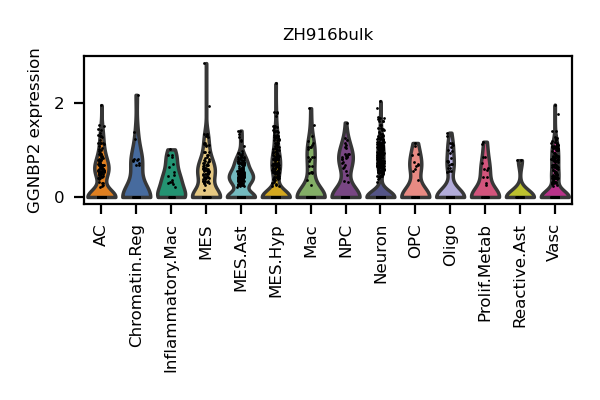 ZH916bulk
GGNBP2 expression
2
0
AC
Chromatin.Reg
Inflammatory.Mac
MES
MES.Ast
MES.Hyp
Mac
NPC
Neuron
OPC
Oligo
Prolif.Metab
Reactive.Ast
Vasc